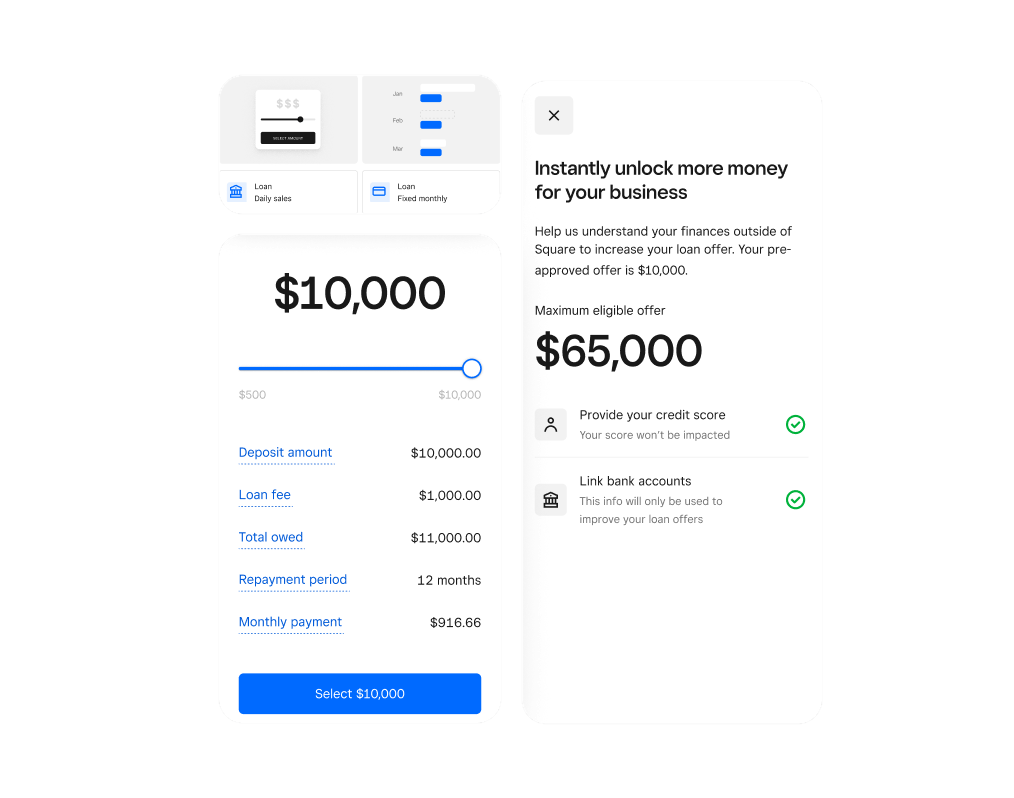 $$$
SELECT AMOUNT
Jan
Feb
Mar
Loan
Daily sales
Loan
Fixed monthly
$10,000
$500
$10,000
Deposit amount
$10,000.00
Loan fee
$1,000.00
Total owed
$11,000.00
Repayment period
12 months
Monthly payment
$916.66
Select $10,000
Instantly unlock more money
for your business
Help us understand your finances outside of
Square to increase your loan offer. Your pre-
approved offer is $10,000.
Maximum eligible offer
$65,000
Provide your credit score
Your score won't be impacted
Link bank accounts
This info will only be used to
improve your loan offers